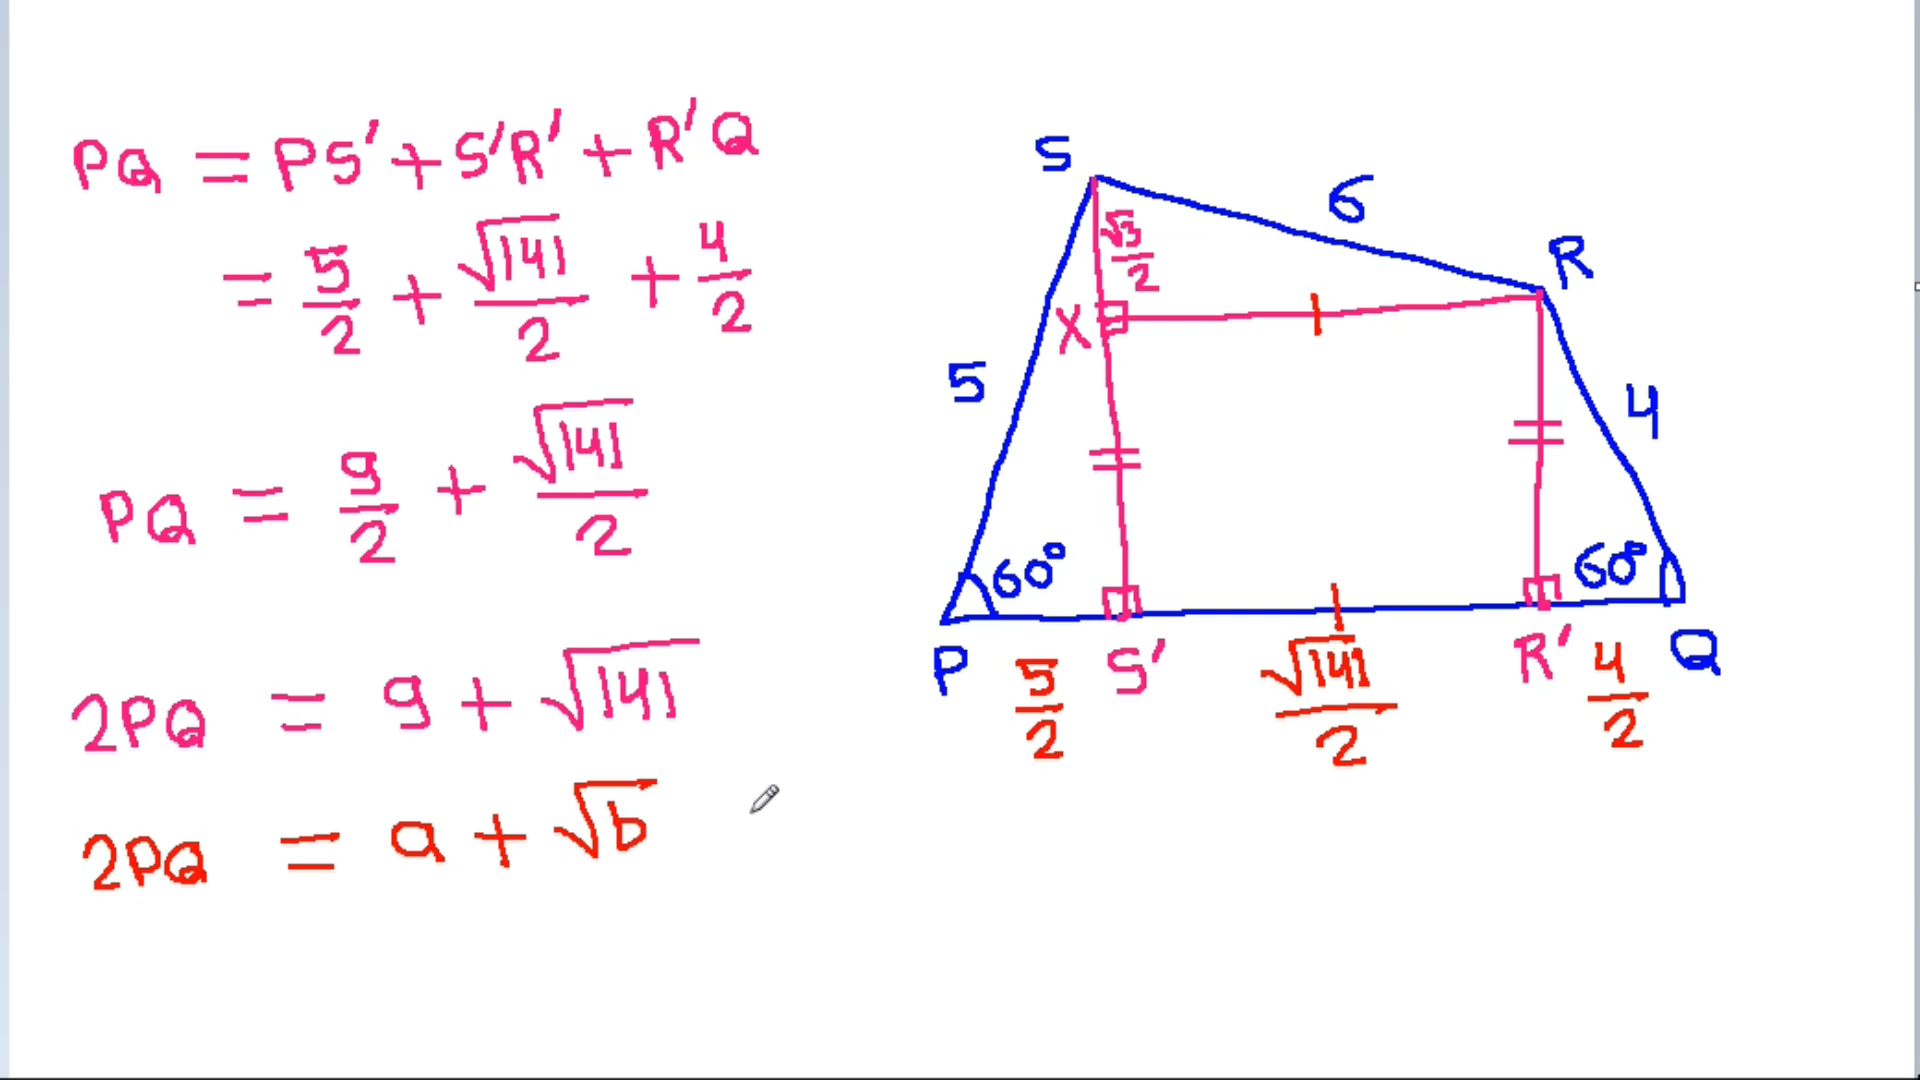 PQ = PS' + S'R' + R'Q
= 5/2 + √141/2 + 4/2
PQ = 9/2 + √141/2
2PQ = 9 + √141
2PQ = a + √b
S
6
R
√3/2
X
5
4
60°
60°
P
S'
R'
Q
5/2
√141/2
4/2